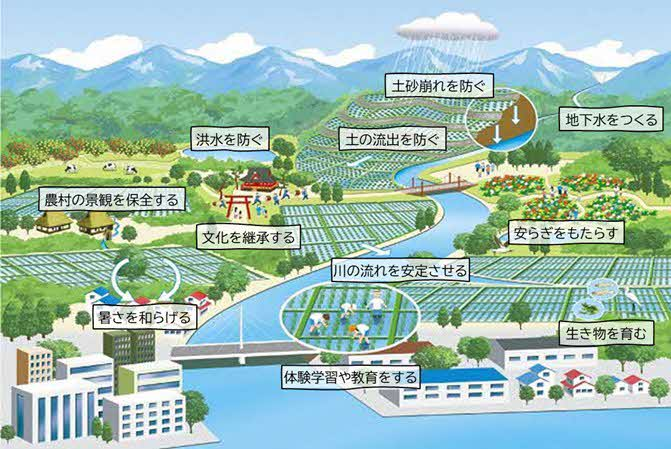 土砂崩れを防ぐ
地下水をつくる
洪水を防ぐ
土の流出を防ぐ
農村の景観を保全する
文化を継承する
安らぎをもたらす
川の流れを安定させる
暑さを和らげる
生き物を育む
体験学習や教育をする